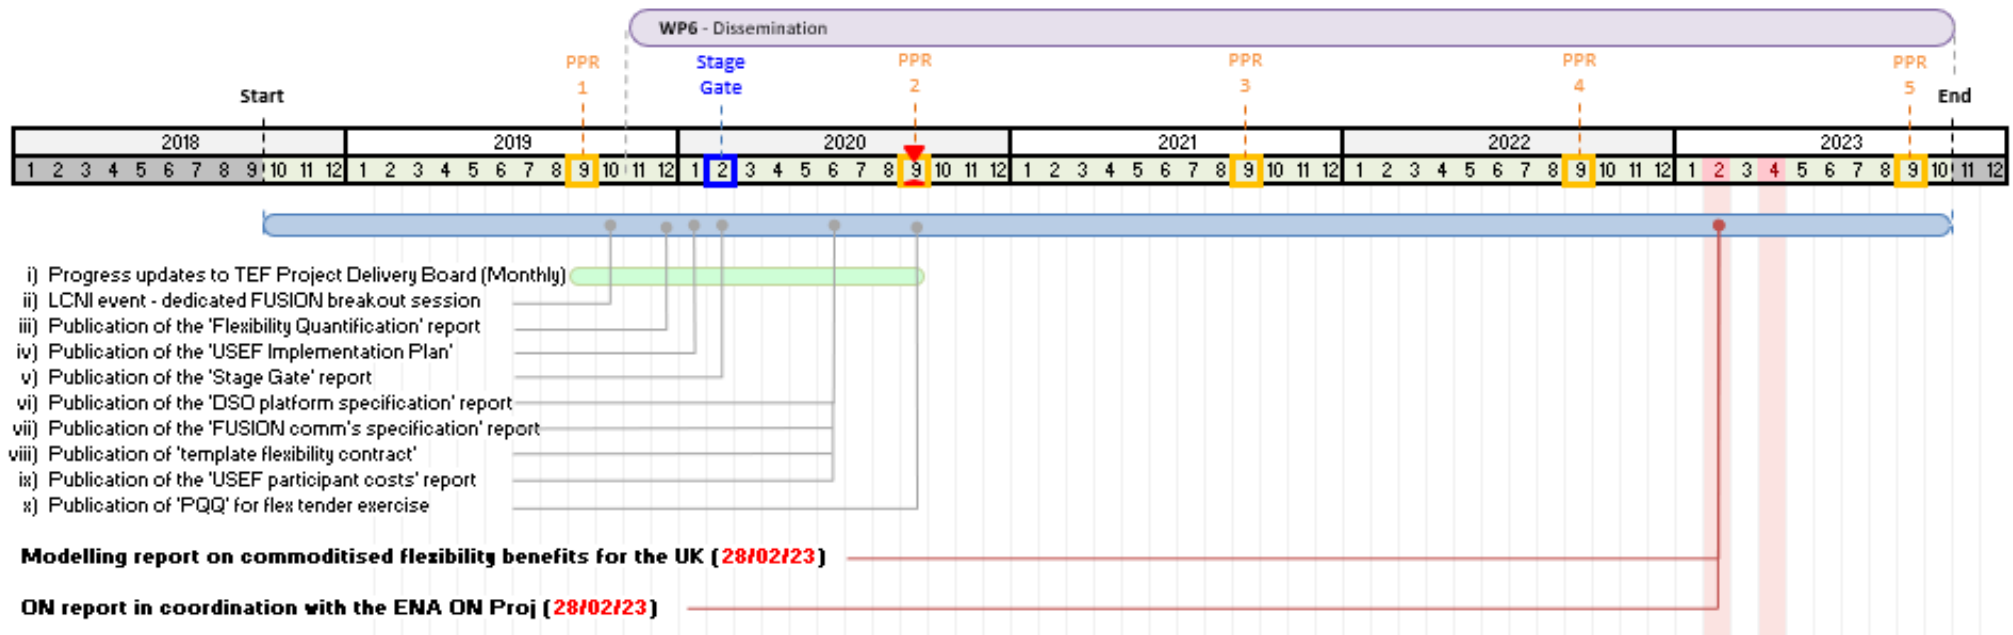 WP6 - Dissemination
PPR Stage PPR PPR PPR PPR
1 Gate 2 3 4 5
Start End
2018 2019 2020 2021 2022 2023
1 2 3 4 5 6 7 8 9 10 11 12 1 2 3 4 5 6 7 8 9 10 11 12 1 2 3 4 5 6 7 8 9 10 11 12 1 2 3 4 5 6 7 8 9 10 11 12 1 2 3 4 5 6 7 8 9 10 11 12 1 2 3 4 5 6 7 8 9 10 11 12
i) Progress updates to TEF Project Delivery Board (Monthly)
ii) LCNI event - dedicated FUSION breakout session
iii) Publication of the 'Flexibility Quantification' report
iv) Publication of the 'USEF Implementation Plan'
v) Publication of the 'Stage Gate' report
vi) Publication of the 'DSO platform specification' report
vii) Publication of the 'FUSION comm's specification' report
viii) Publication of 'template flexibility contract'
ix) Publication of the 'USEF participant costs' report
x) Publication of 'PQQ' for flex tender exercise
Modelling report on commoditised flexibility benefits for the UK (28/02/23)
ON report in coordination with the ENA ON Proj (28/02/23)